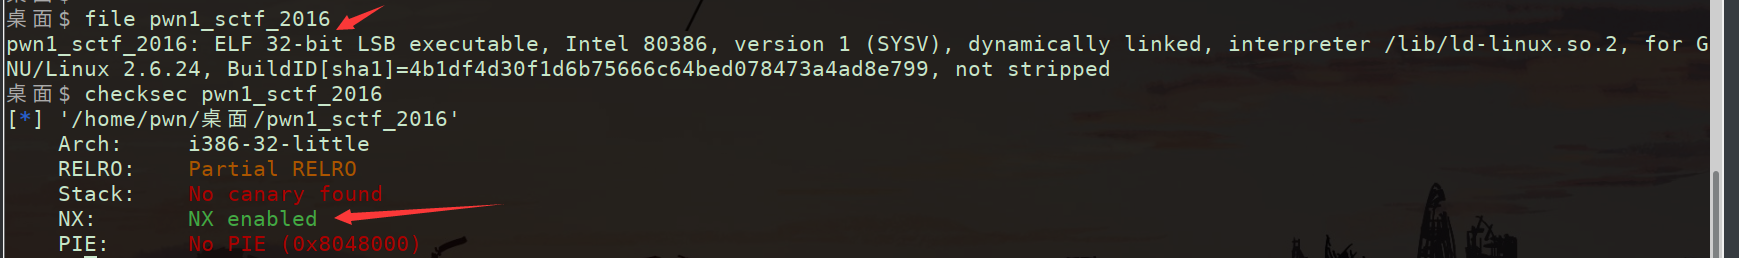 桌面$ file pwn1_sctf_2016
pwn1_sctf_2016: ELF 32-bit LSB executable, Intel 80386, version 1 (SYSV), dynamically linked, interpreter /lib/ld-linux.so.2, for G
NU/Linux 2.6.24, BuildID[sha1]=4b1df4d30f1d6b75666c64bed078473a4ad8e799, not stripped
桌面$ checksec pwn1_sctf_2016
[*] '/home/pwn/桌面/pwn1_sctf_2016'
Arch: i386-32-little
RELRO: Partial RELRO
Stack: No canary found
NX: NX enabled
PIE: No PIE (0x8048000)